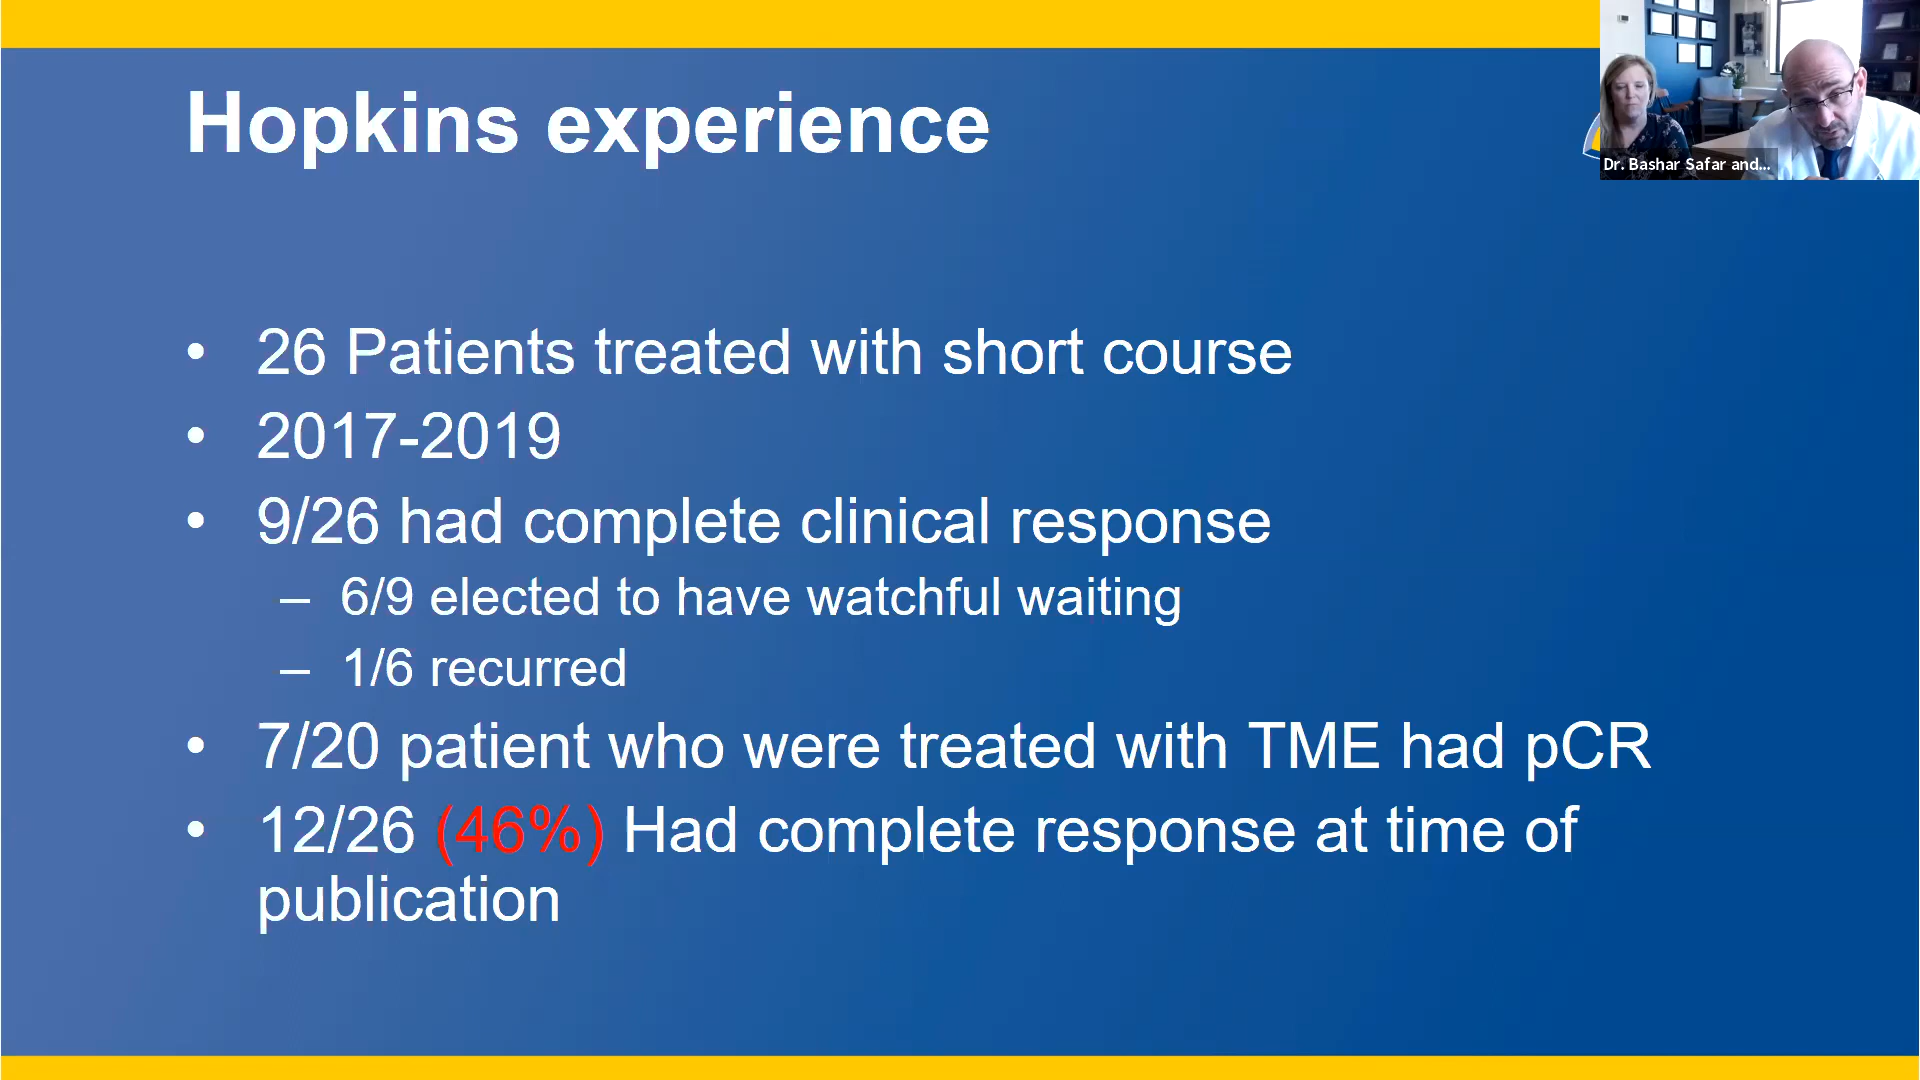 Hopkins experience
Dr. Bashar Safar and...
• 26 Patients treated with short course
• 2017-2019
• 9/26 had complete clinical response
– 6/9 elected to have watchful waiting
– 1/6 recurred
• 7/20 patient who were treated with TME had pCR
• 12/26 (46%) Had complete response at time of
publication